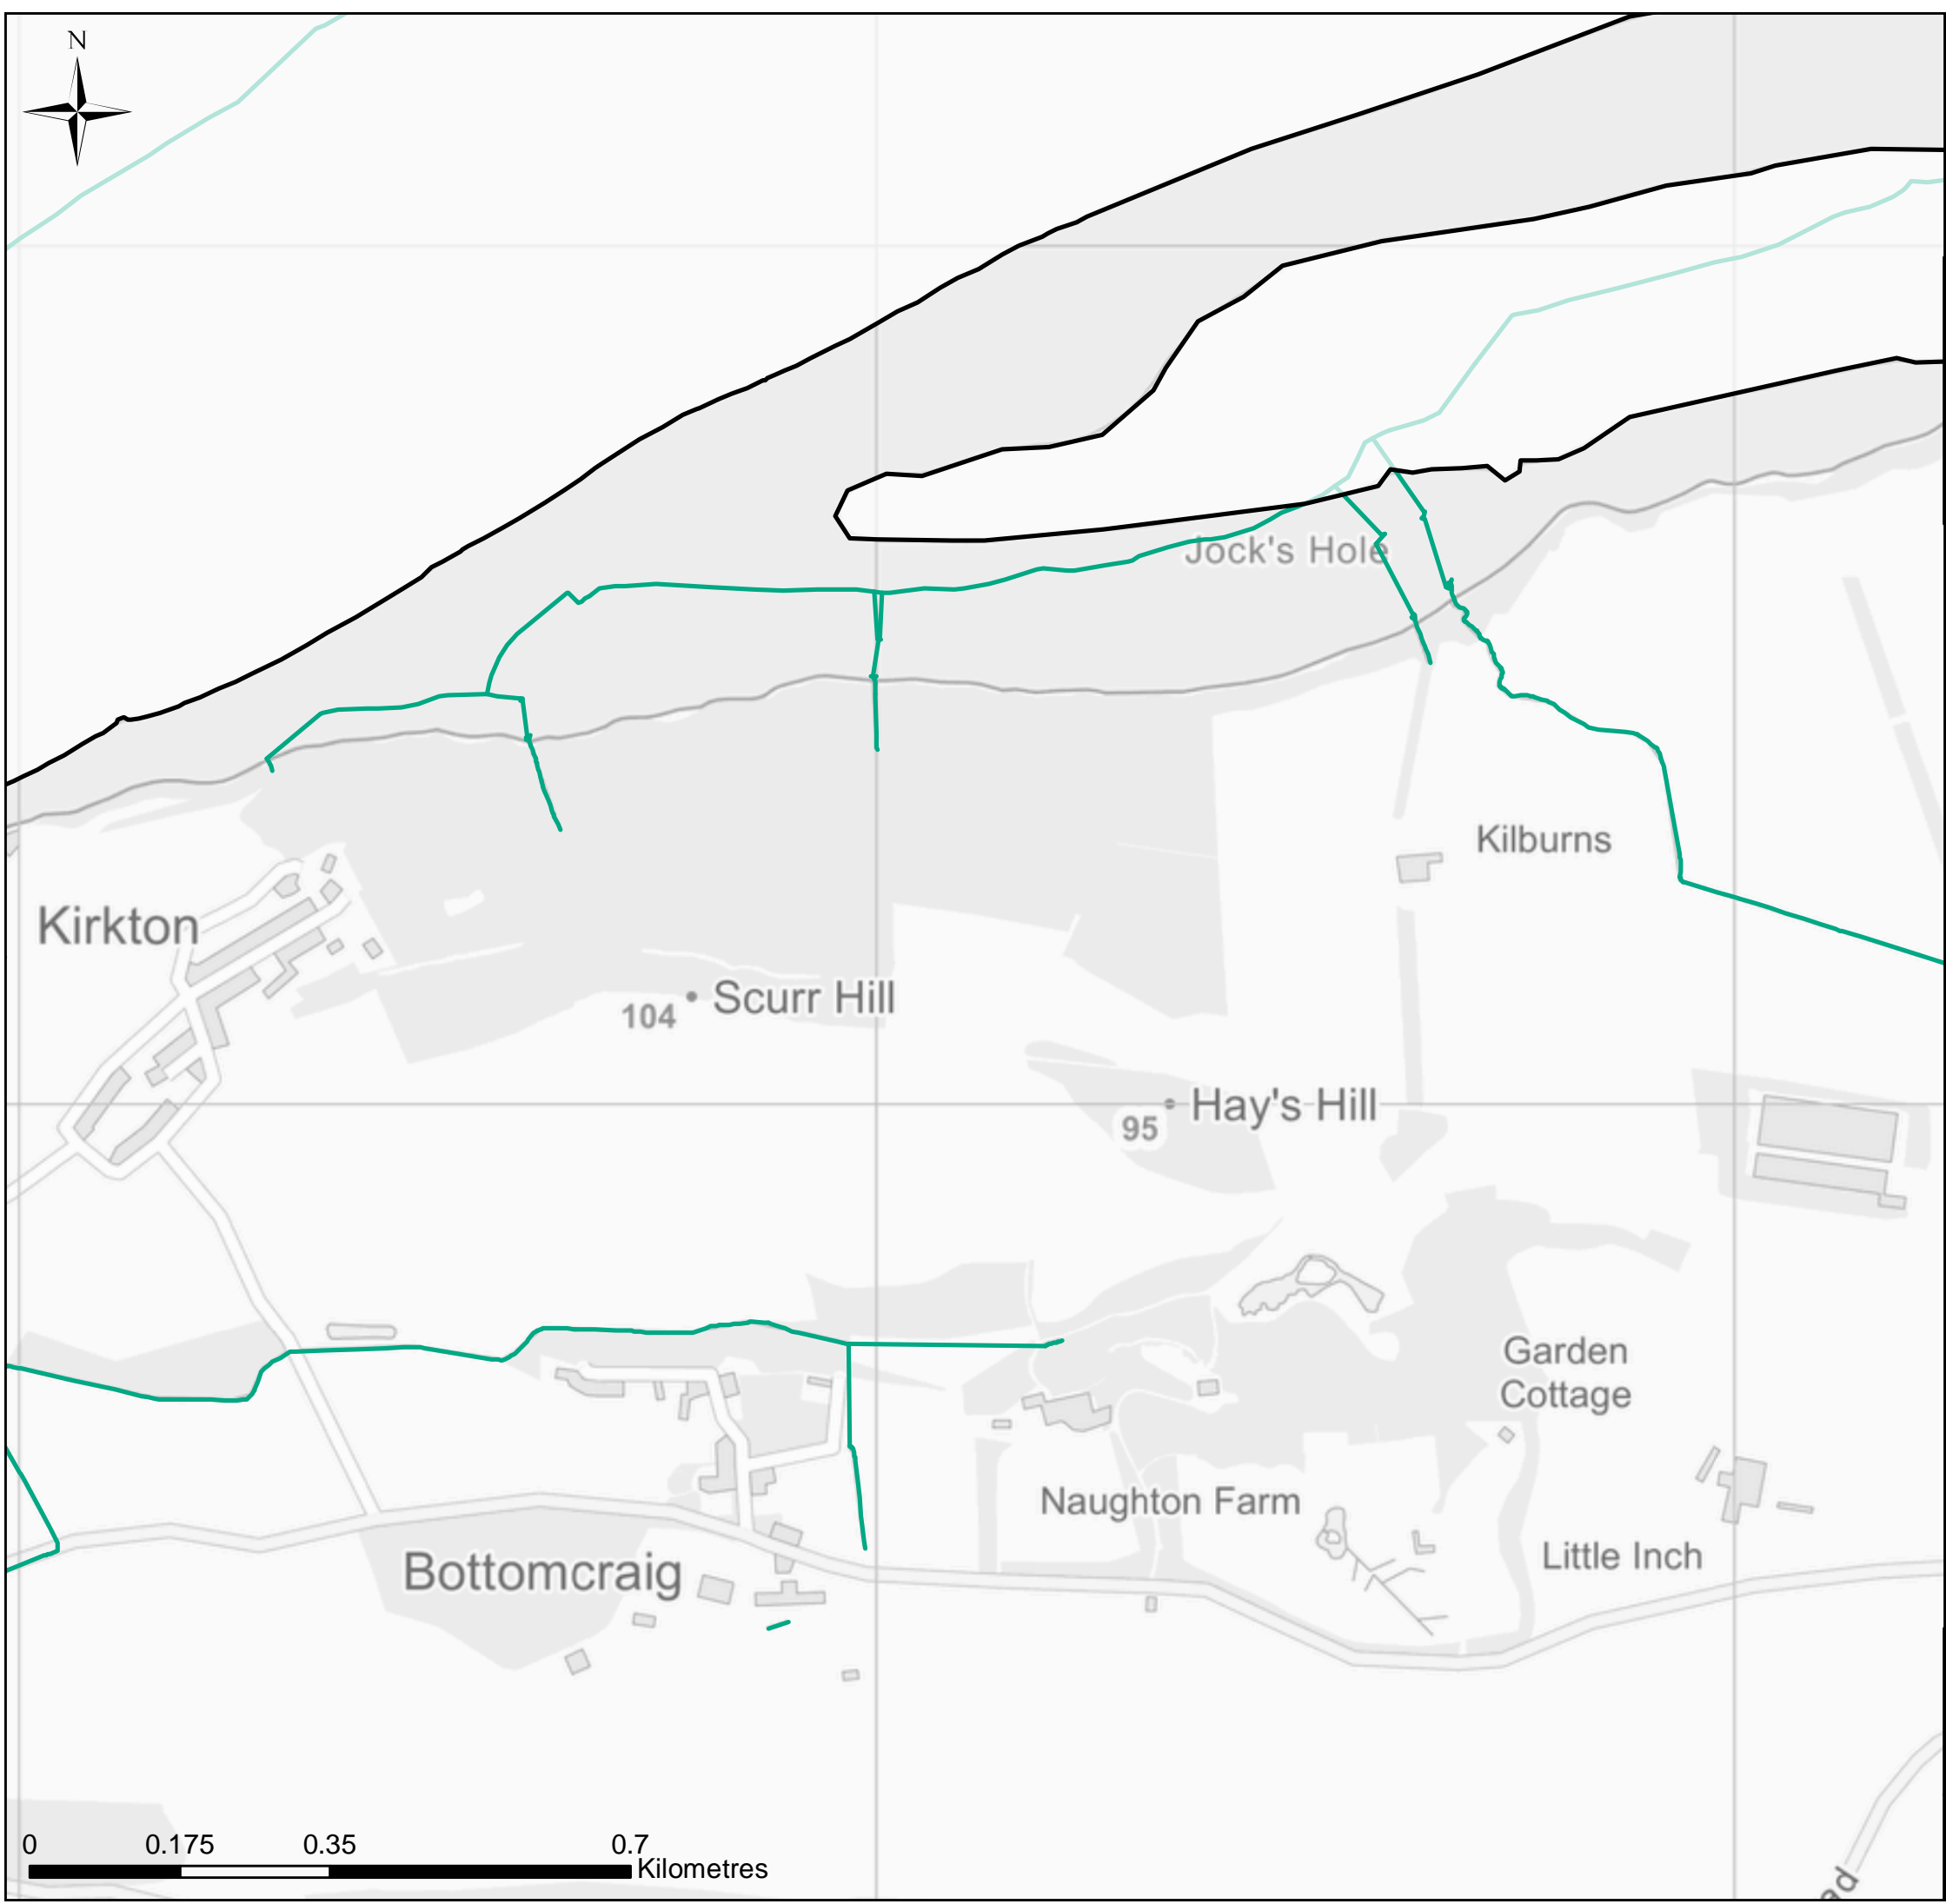 N
Jock's Hole
Kilburns
Kirkton
Scurr Hill
104
Hay's Hill
95
Garden
Cottage
Naughton Farm
Little Inch
Bottomcraig
0 0.175 0.35 0.7
Kilometres
ad